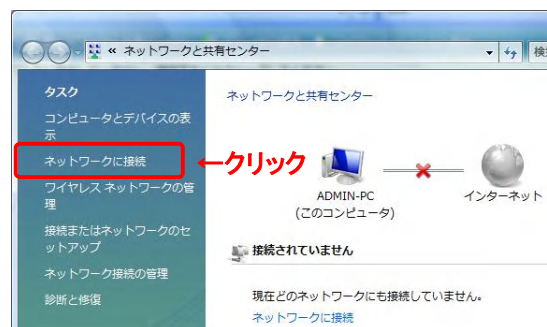 « ネットワークと共有センター
タスク
コンピュータとデバイスの表
示
ネットワークに接続
ワイヤレス ネットワークの管
理
接続またはネットワークのセ
ットアップ
ネットワーク接続の管理
診断と修復
←クリック
ネットワークと共有センター
ADMIN-PC
(このコンピュータ)
インターネット
接続されていません
現在どのネットワークにも接続していません。
ネットワークに接続